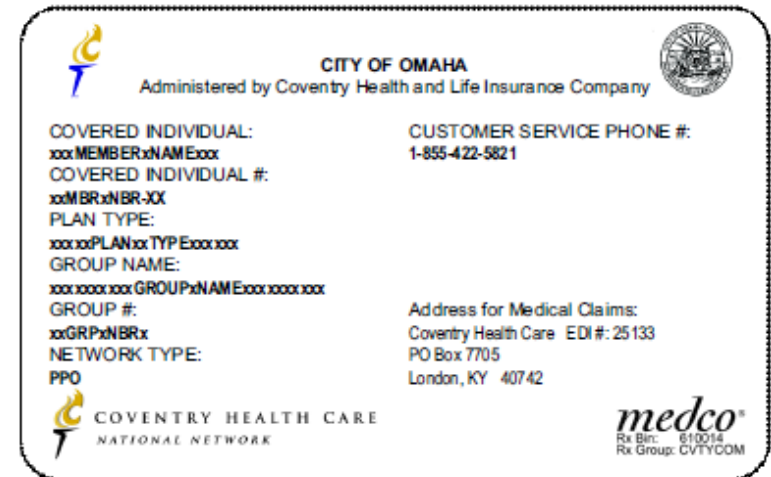 CITY OF OMAHA
Administered by Coventry Health and Life Insurance Company
COVERED INDIVIDUAL:
xxxMEMBERxNAMExxx
COVERED INDIVIDUAL #:
xxMBRxNBR-XX
PLAN TYPE:
xxxxxPLANxxTYPExxxxxx
GROUP NAME:
xxxxxxxxxxGROUPxNAMExxxxxxxxxx
GROUP #:
xxGRPxNBRx
NETWORK TYPE:
PPO
CUSTOMER SERVICE PHONE #:
1-855-422-5821
Address for Medical Claims:
Coventry Health Care EDI#: 25133
PO Box 7705
London, KY 40742
COVENTRY HEALTH CARE
NATIONAL NETWORK
medco®
Rx Bin: 610014
Rx Group: CVTYCOM